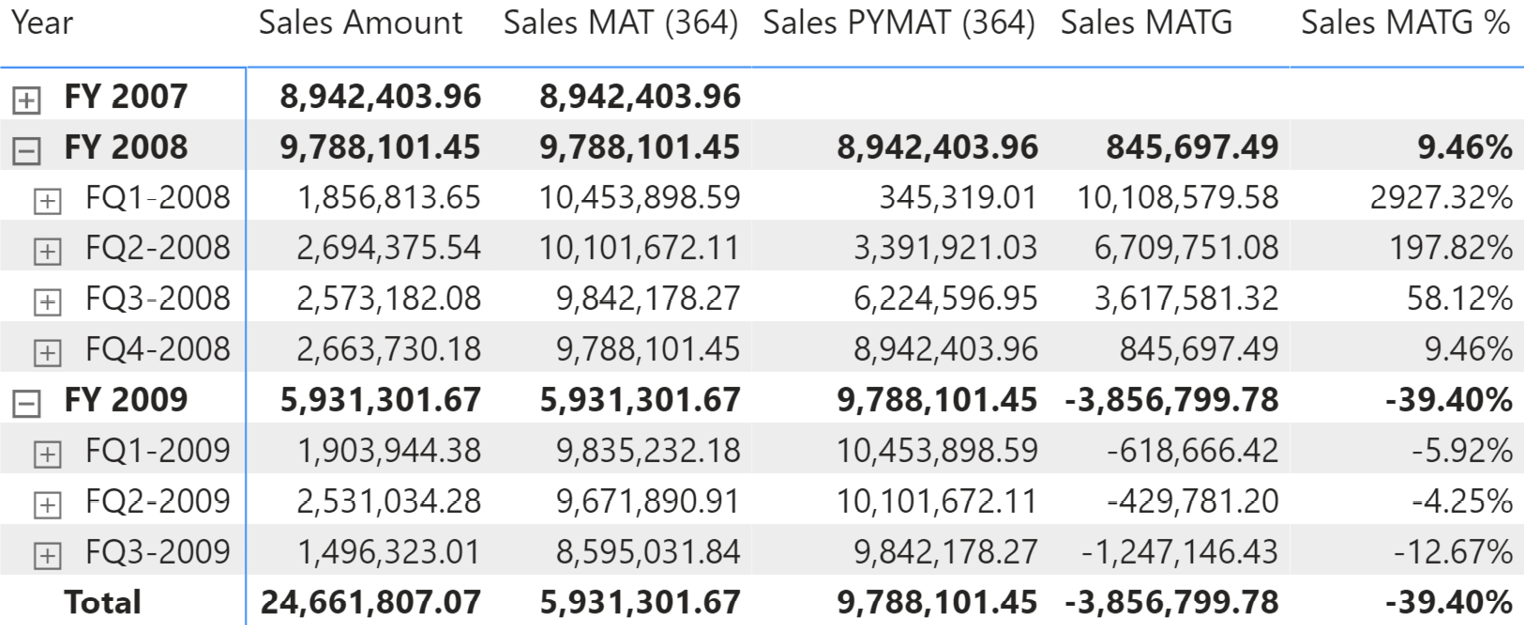 Year Sales Amount Sales MAT (364) Sales PYMAT (364) Sales MATG Sales MATG %
FY 2007 8,942,403.96 8,942,403.96
FY 2008 9,788,101.45 9,788,101.45 8,942,403.96 845,697.49 9.46%
FQ1-2008 1,856,813.65 10,453,898.59 345,319.01 10,108,579.58 2927.32%
FQ2-2008 2,694,375.54 10,101,672.11 3,391,921.03 6,709,751.08 197.82%
FQ3-2008 2,573,182.08 9,842,178.27 6,224,596.95 3,617,581.32 58.12%
FQ4-2008 2,663,730.18 9,788,101.45 8,942,403.96 845,697.49 9.46%
FY 2009 5,931,301.67 5,931,301.67 9,788,101.45 -3,856,799.78 -39.40%
FQ1-2009 1,903,944.38 9,835,232.18 10,453,898.59 -618,666.42 -5.92%
FQ2-2009 2,531,034.28 9,671,890.91 10,101,672.11 -429,781.20 -4.25%
FQ3-2009 1,496,323.01 8,595,031.84 9,842,178.27 -1,247,146.43 -12.67%
Total 24,661,807.07 5,931,301.67 9,788,101.45 -3,856,799.78 -39.40%